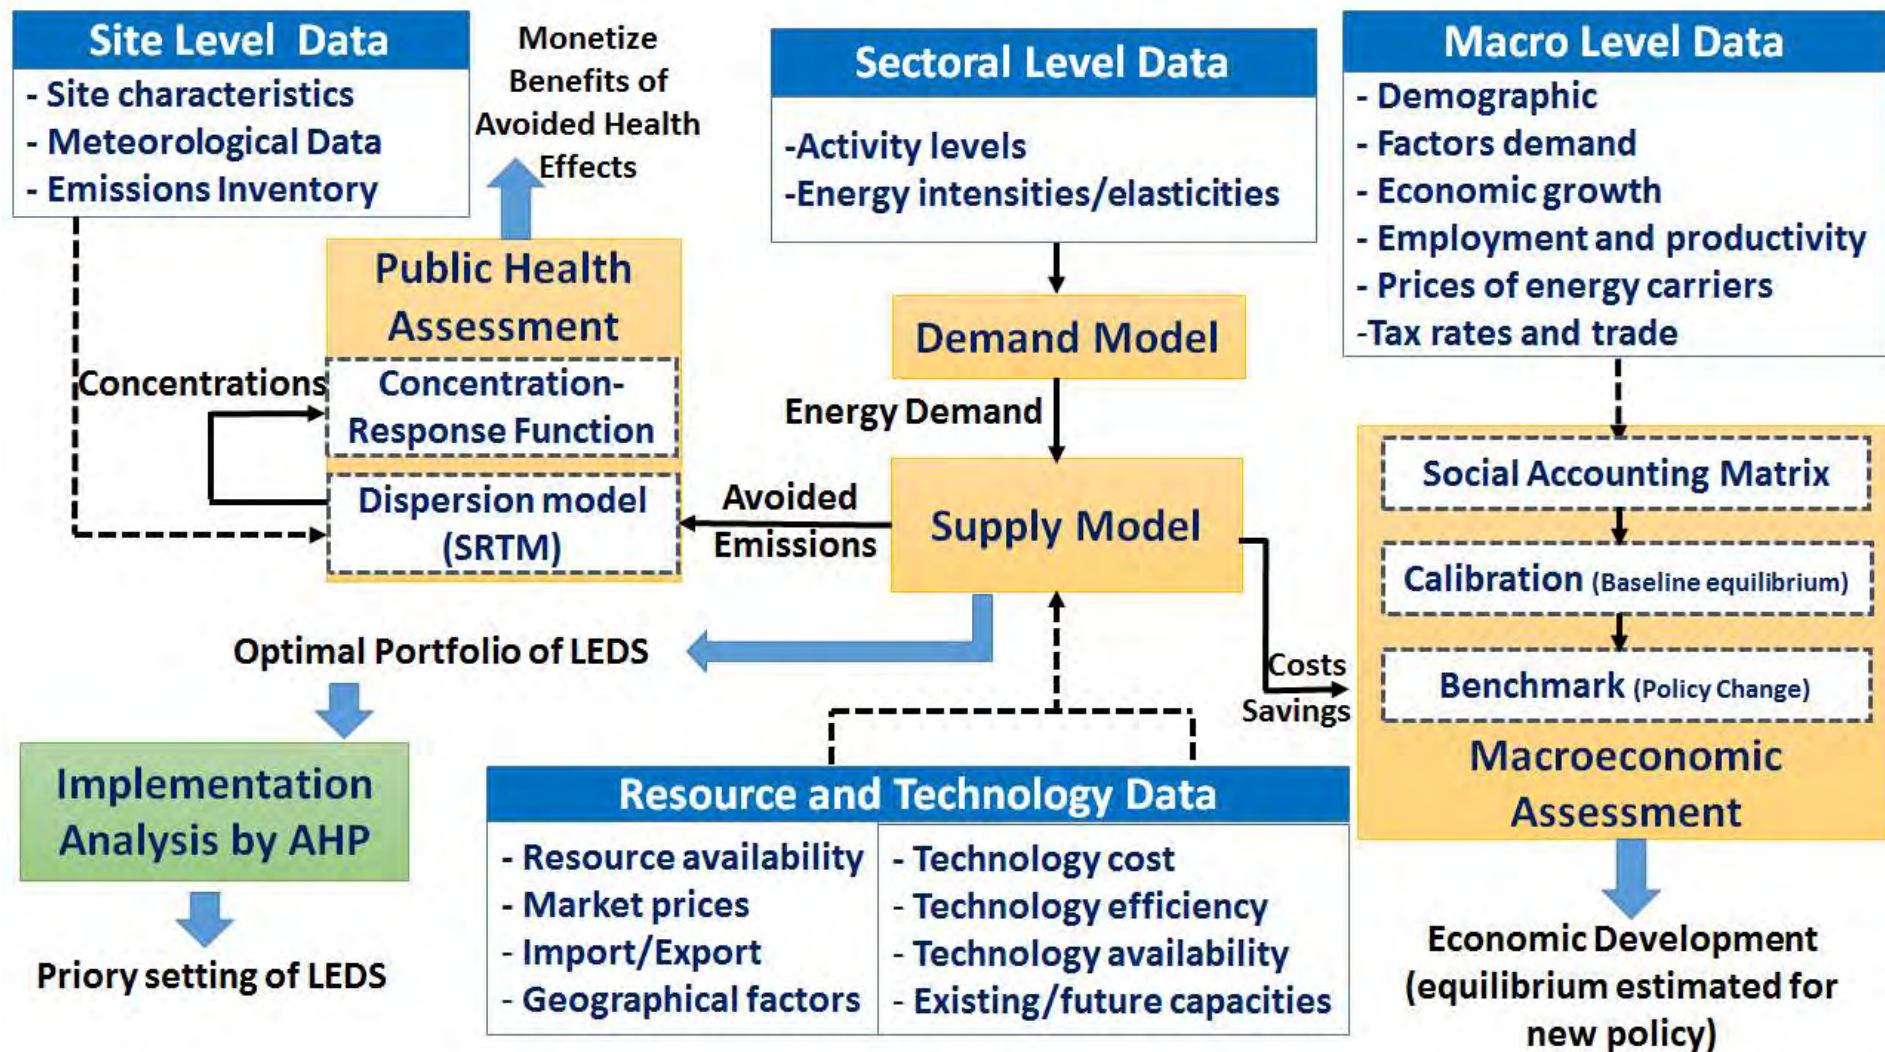 Site Level Data
- Site characteristics
- Meteorological Data
- Emissions Inventory
Monetize
Benefits of
Avoided Health
Effects
Sectoral Level Data
-Activity levels
-Energy intensities/elasticities
Macro Level Data
- Demographic
- Factors demand
- Economic growth
- Employment and productivity
- Prices of energy carriers
-Tax rates and trade
Public Health
Assessment
Concentrations
Concentration-
Response Function
Dispersion model
(SRTM)
Demand Model
Energy Demand
Avoided
Emissions
Supply Model
Social Accounting Matrix
Calibration (Baseline equilibrium)
Benchmark (Policy Change)
Macroeconomic
Assessment
Costs
Savings
Optimal Portfolio of LEDS
Implementation
Analysis by AHP
Priory setting of LEDS
Resource and Technology Data
- Resource availability
- Market prices
- Import/Export
- Geographical factors
- Technology cost
- Technology efficiency
- Technology availability
- Existing/future capacities
Economic Development
(equilibrium estimated for
new policy)